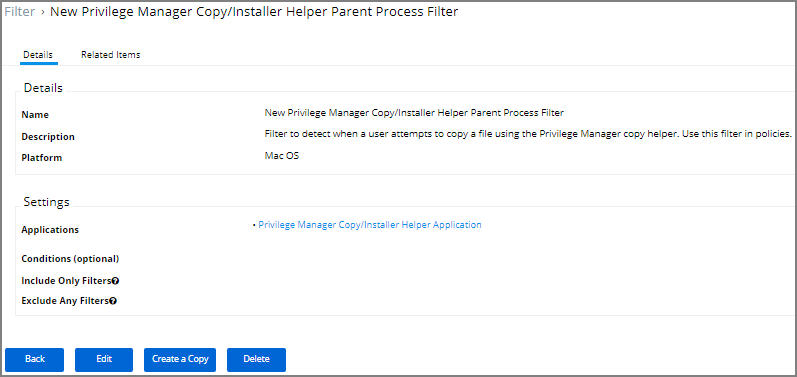 Filter › New Privilege Manager Copy/Installer Helper Parent Process Filter
Details Related Items
Details
Name New Privilege Manager Copy/Installer Helper Parent Process Filter
Description Filter to detect when a user attempts to copy a file using the Privilege Manager copy helper. Use this filter in policies.
Platform Mac OS
Settings
Applications • Privilege Manager Copy/Installer Helper Application
Conditions (optional)
Include Only Filters?
Exclude Any Filters?
Back Edit Create a Copy Delete